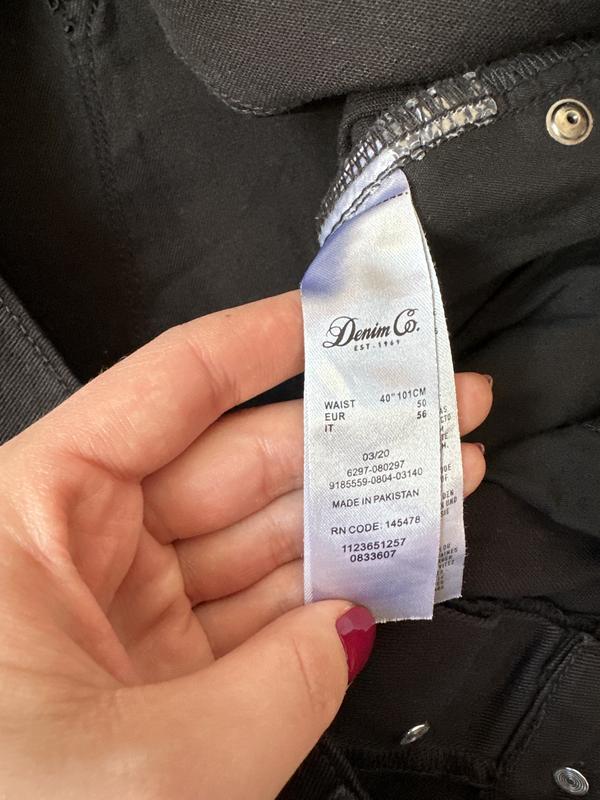 Denim Co.
EST-1969
WAIST 40" 101CM
EUR 50
IT 56
03/20
6297-080297
9185559-0804-03140
MADE IN PAKISTAN
RN CODE: 145478
1123651257
0833607